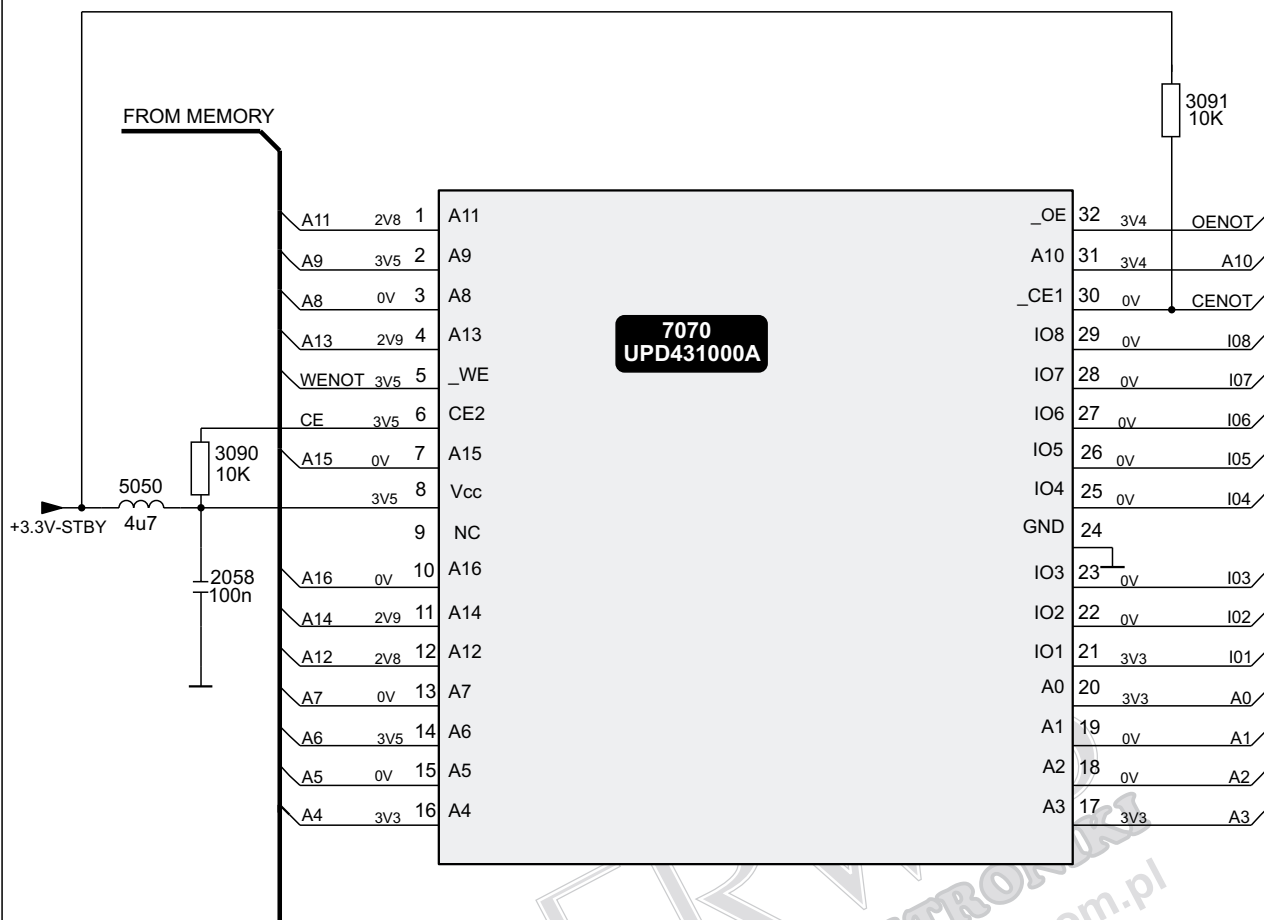 3091
10K
FROM MEMORY
A11 2V8 1 A11
_OE 32 3V4 OENOT
A9 3V5 2 A9
A10 31 3V4 A10
A8 0V 3 A8
_CE1 30 0V CENOT
A13 2V9 4 A13
7070
UPD431000A
IO8 29 0V I08
WENOT 3V5 5 _WE
IO7 28 0V I07
CE 3V5 6 CE2
IO6 27 0V I06
3090
10K
A15 0V 7 A15
IO5 26 0V I05
5050
4u7
+3.3V-STBY
3V5 8 Vcc
IO4 25 0V I04
9 NC
GND 24
A16 0V 10 A16
IO3 23 0V I03
2058
100n
A14 2V9 11 A14
IO2 22 0V I02
A12 2V8 12 A12
IO1 21 3V3 I01
A7 0V 13 A7
A0 20 3V3 A0
A6 3V5 14 A6
A1 19 0V A1
A5 0V 15 A5
A2 18 0V A2
A4 3V3 16 A4
A3 17 3V3 A3